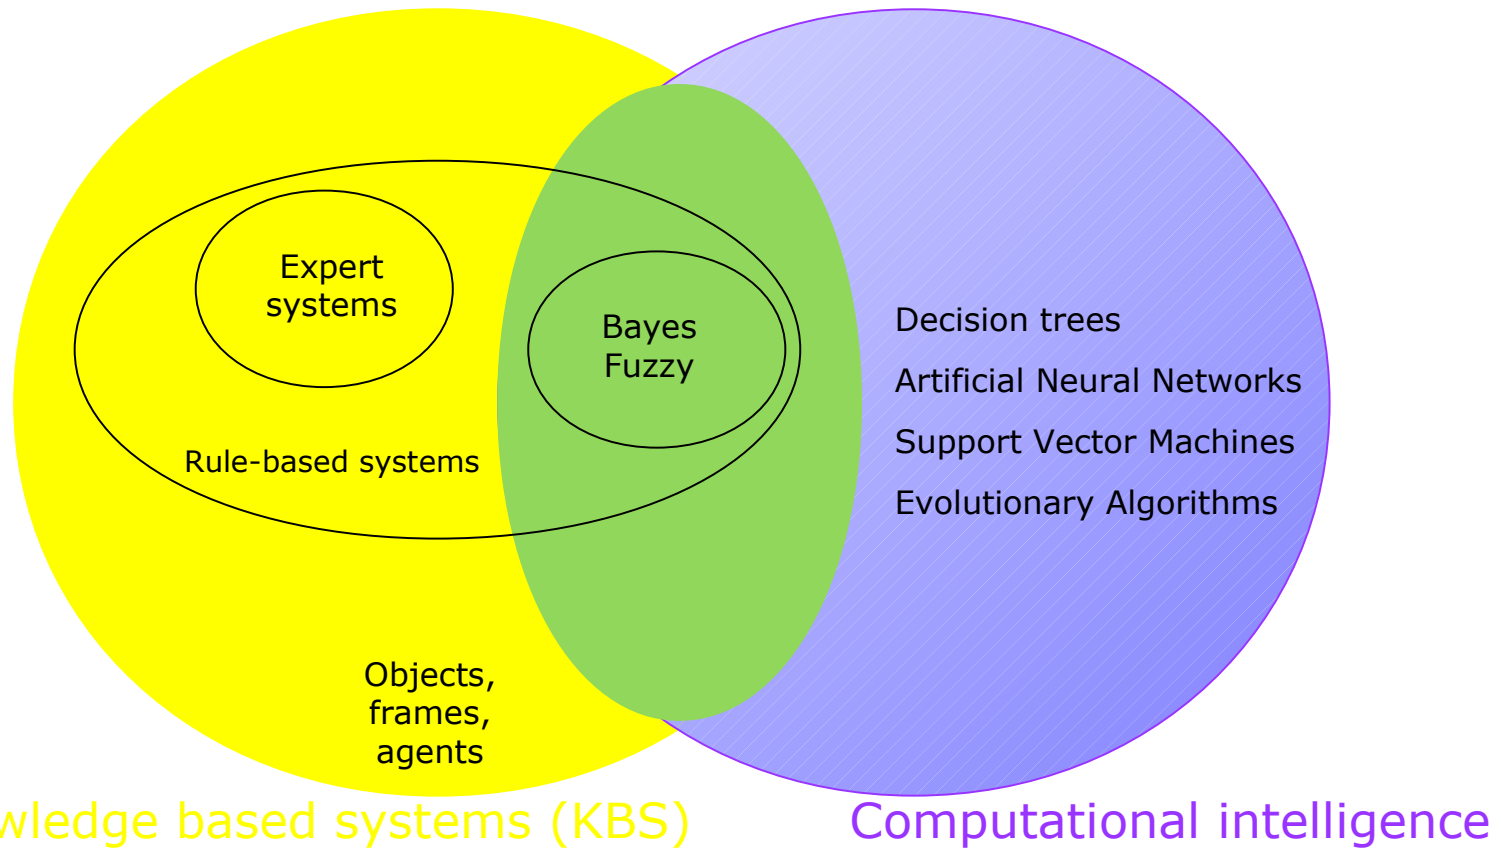 Expert
systems
Bayes
Fuzzy
Rule-based systems
Decision trees
Artificial Neural Networks
Support Vector Machines
Evolutionary Algorithms
Objects,
frames,
agents
wledge based systems (KBS)
Computational intelligence